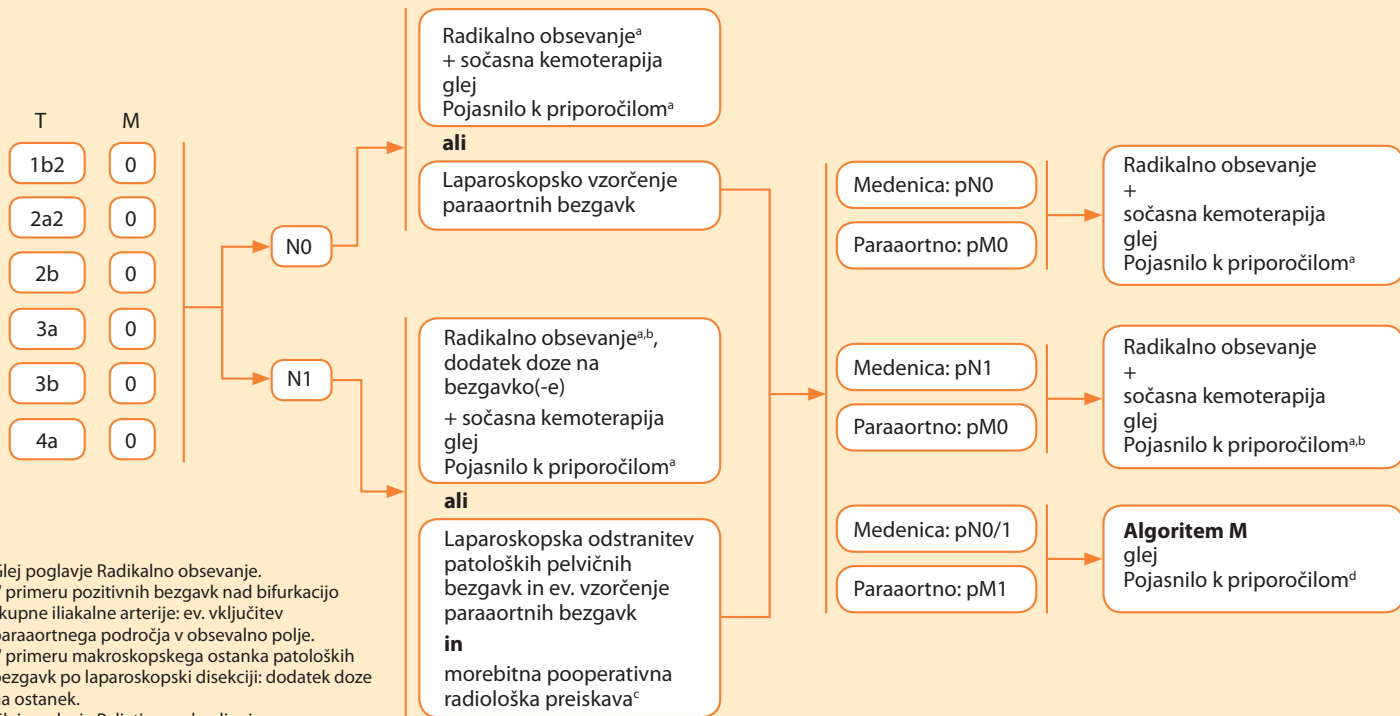 T M
1b2 0
2a2 0
2b 0
3a 0
3b 0
4a 0
N0
N1
Radikalno obsevanjeᵃ
+ sočasna kemoterapija
glej
Pojasnilo k priporočilomᵃ
ali
Laparoskopsko vzorčenje
paraaortnih bezgavk
Radikalno obsevanjeᵃ,ᵇ,
dodatek doze na
bezgavko(-e)
+ sočasna kemoterapija
glej
Pojasnilo k priporočilomᵃ
ali
Laparoskopska odstranitev
patoloških pelvičnih
bezgavk in ev. vzorčenje
paraaortnih bezgavk
in
morebitna pooperativna
radiološka preiskavaᶜ
Medenica: pN0
Paraaortno: pM0
Radikalno obsevanje
+
sočasna kemoterapija
glej
Pojasnilo k priporočilomᵃ
Medenica: pN1
Paraaortno: pM0
Radikalno obsevanje
+
sočasna kemoterapija
glej
Pojasnilo k priporočilomᵃ,ᵇ
Medenica: pN0/1
Paraaortno: pM1
Algoritem M
glej
Pojasnilo k priporočilomᵈ
Glej poglavje Radikalno obsevanje.
V primeru pozitivnih bezgavk nad bifurkacijo
skupne iliakalne arterije: ev. vključitev
paraaortnega področja v obsevalno polje.
V primeru makroskopskega ostanka patoloških
bezgavk po laparoskopski disekciji: dodatek doze
na ostanek.